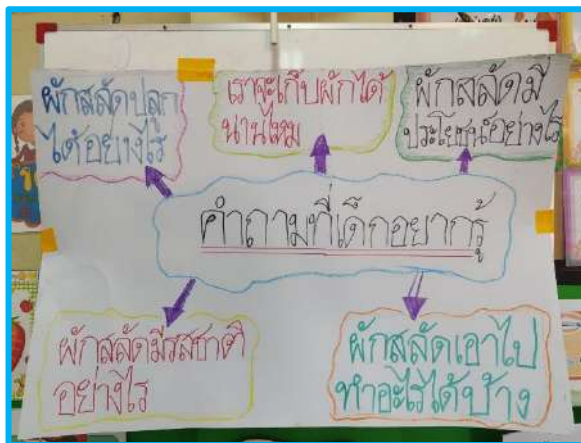 ผักสลัดปลูก
ได้อย่างไร
เราจะเก็บผักได้
นานไหม
ผักสลัดมี
ประโยชน์อย่างไร
คำถามที่เด็กอยากรู้
ผักสลัดมีรสชาติ
อย่างไร
ผักสลัดเอาไป
ทำอะไรได้บ้าง